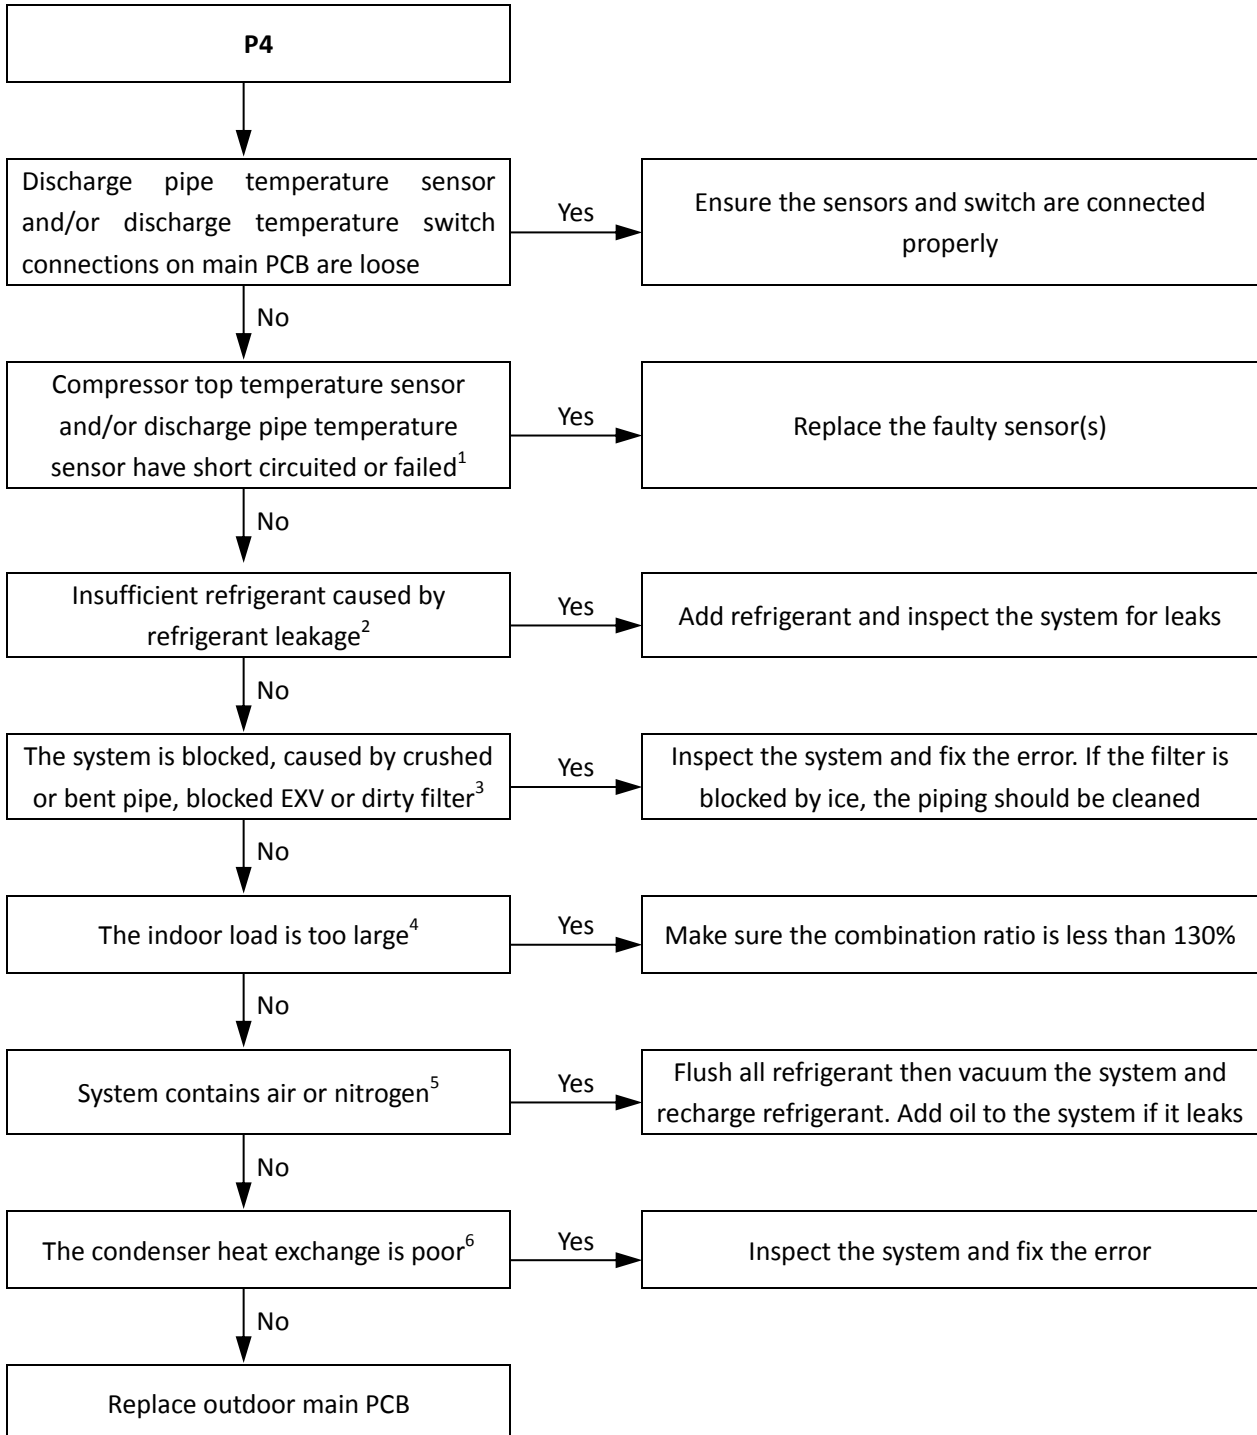 P4
Discharge pipe temperature sensor
and/or discharge temperature switch
connections on main PCB are loose
Yes
Ensure the sensors and switch are connected
properly
No
Compressor top temperature sensor
and/or discharge pipe temperature
sensor have short circuited or failed1
Yes
Replace the faulty sensor(s)
No
Insufficient refrigerant caused by
refrigerant leakage2
Yes
Add refrigerant and inspect the system for leaks
No
The system is blocked, caused by crushed
or bent pipe, blocked EXV or dirty filter3
Yes
Inspect the system and fix the error. If the filter is
blocked by ice, the piping should be cleaned
No
The indoor load is too large4
Yes
Make sure the combination ratio is less than 130%
No
System contains air or nitrogen5
Yes
Flush all refrigerant then vacuum the system and
recharge refrigerant. Add oil to the system if it leaks
No
The condenser heat exchange is poor6
Yes
Inspect the system and fix the error
No
Replace outdoor main PCB